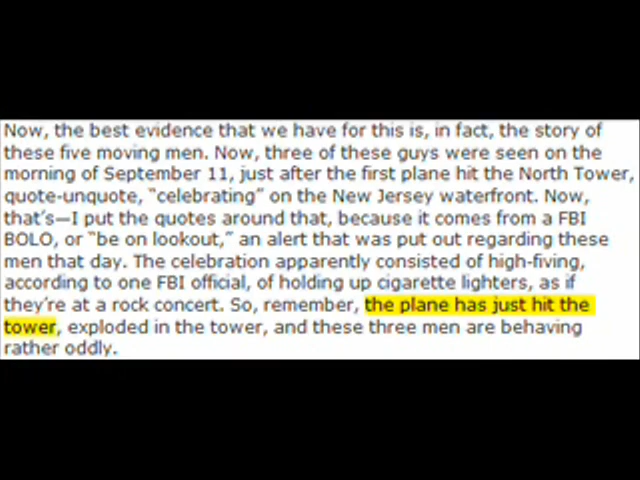 Now, the best evidence that we have for this is, in fact, the story of
these five moving men. Now, three of these guys were seen on the
morning of September 11, just after the first plane hit the North Tower,
quote-unquote, “celebrating” on the New Jersey waterfront. Now,
that’s—I put the quotes around that, because it comes from a FBI
BOLO, or “be on lookout,” an alert that was put out regarding these
men that day. The celebration apparently consisted of high-fiving,
according to one FBI official, of holding up cigarette lighters, as if
they’re at a rock concert. So, remember, the plane has just hit the
tower, exploded in the tower, and these three men are behaving
rather oddly.